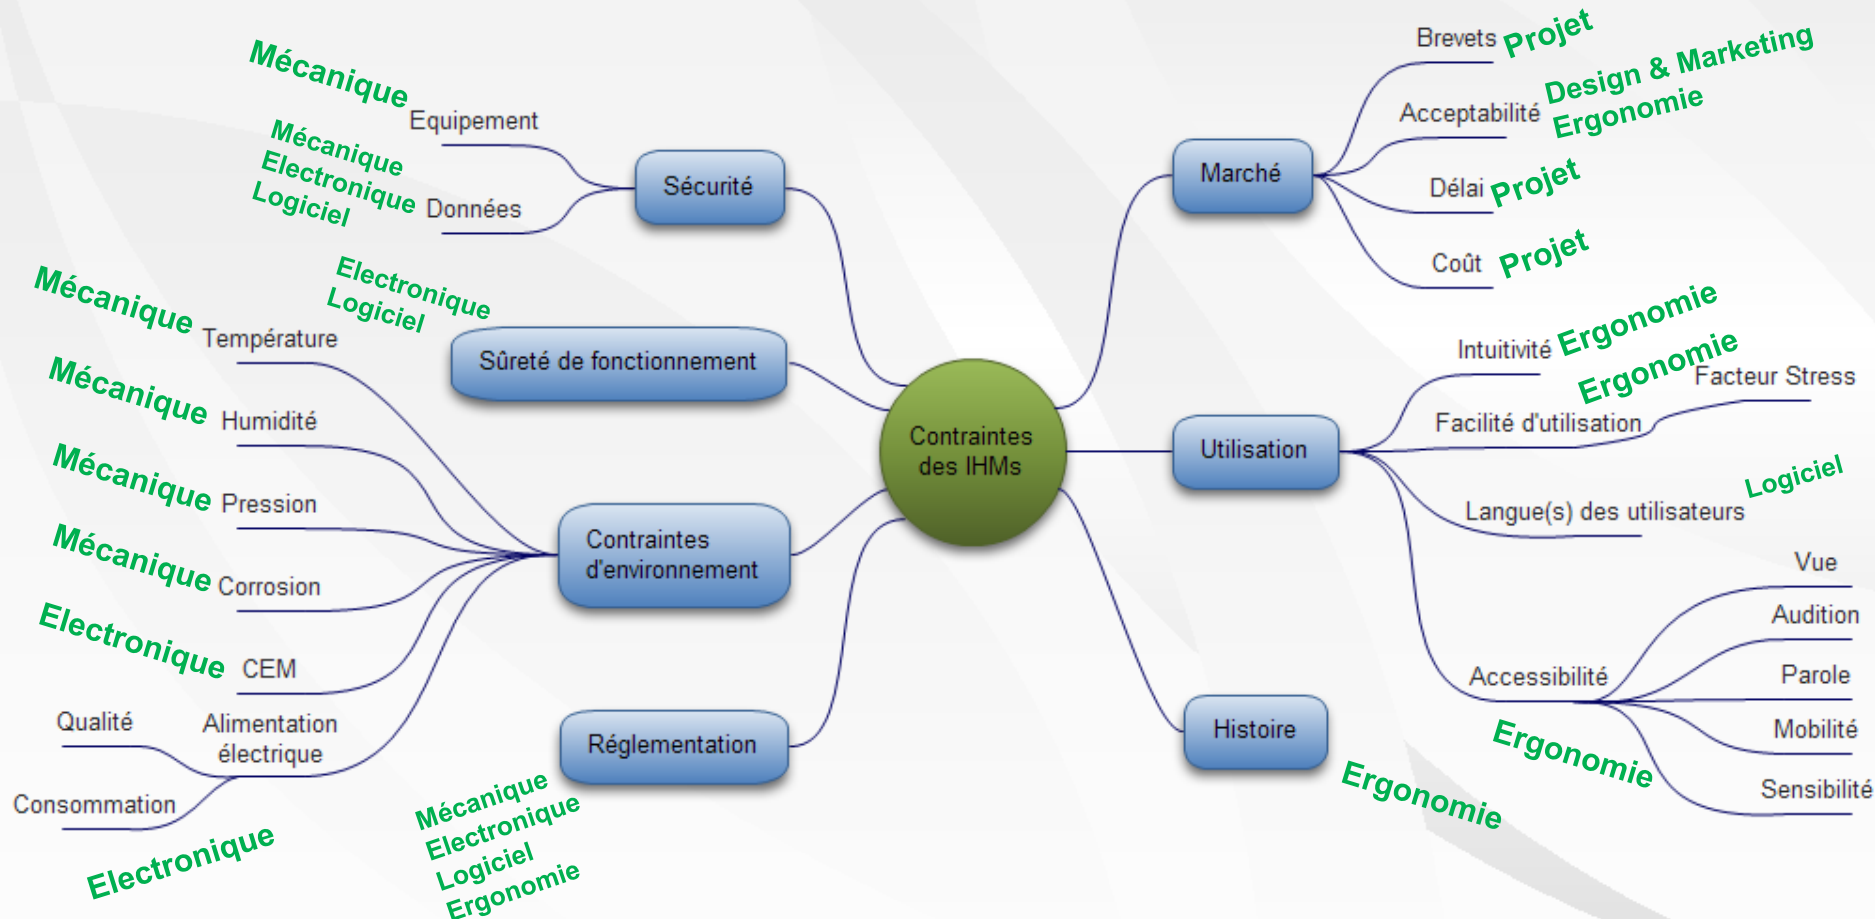 Contraintes
des IHMs
Sécurité
Mécanique
Equipement
Mécanique
Electronique
Logiciel
Données
Electronique
Logiciel
Sûreté de fonctionnement
Contraintes
d'environnement
Mécanique
Température
Mécanique
Humidité
Mécanique
Pression
Mécanique
Corrosion
Electronique
CEM
Alimentation
électrique
Qualité
Consommation
Electronique
Réglementation
Mécanique
Electronique
Logiciel
Ergonomie
Marché
Brevets
Projet
Acceptabilité
Design & Marketing
Ergonomie
Délai
Projet
Coût
Projet
Utilisation
Intuitivité
Ergonomie
Facilité d'utilisation
Ergonomie
Facteur Stress
Langue(s) des utilisateurs
Logiciel
Accessibilité
Ergonomie
Vue
Audition
Parole
Mobilité
Sensibilité
Histoire
Ergonomie